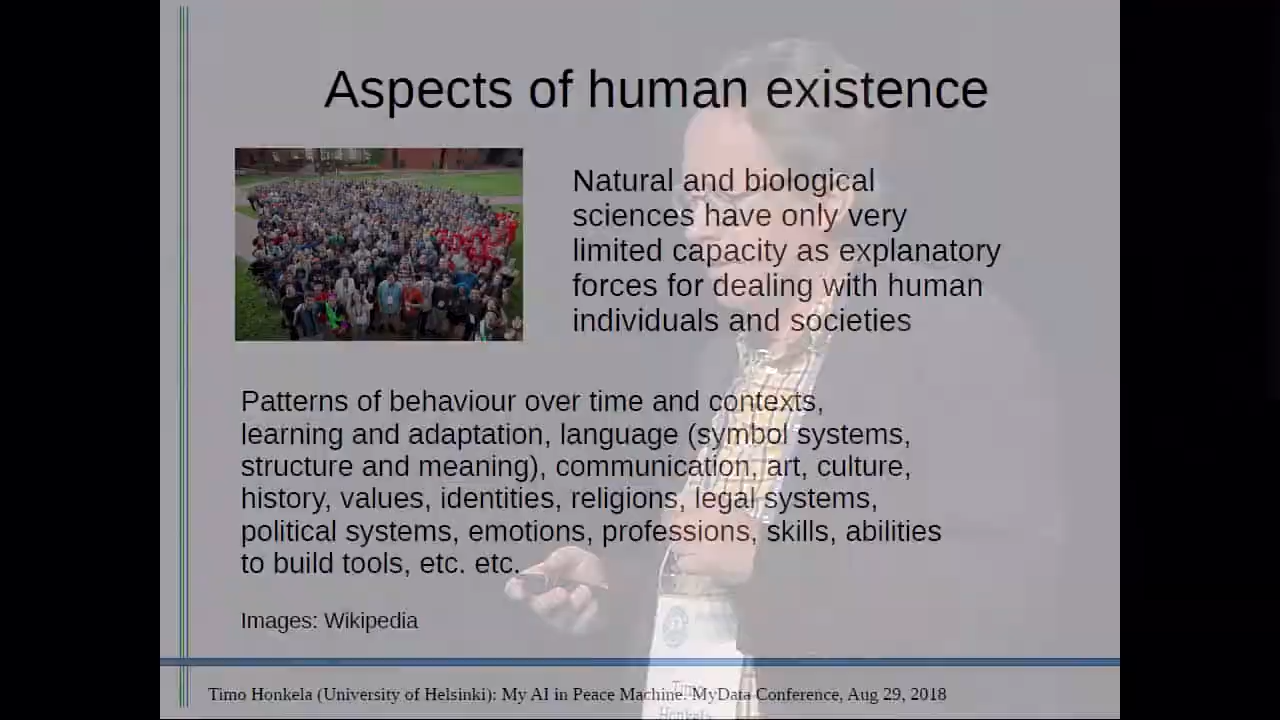 Aspects of human existence
Natural and biological
sciences have only very
limited capacity as explanatory
forces for dealing with human
individuals and societies
Patterns of behaviour over time and contexts,
learning and adaptation, language (symbol systems,
structure and meaning), communication, art, culture,
history, values, identities, religions, legal systems,
political systems, emotions, professions, skills, abilities
to build tools, etc. etc.
Images: Wikipedia
Timo Honkela (University of Helsinki): My AI in Peace Machine. MyData Conference, Aug 29, 2018
Timo
Honkela